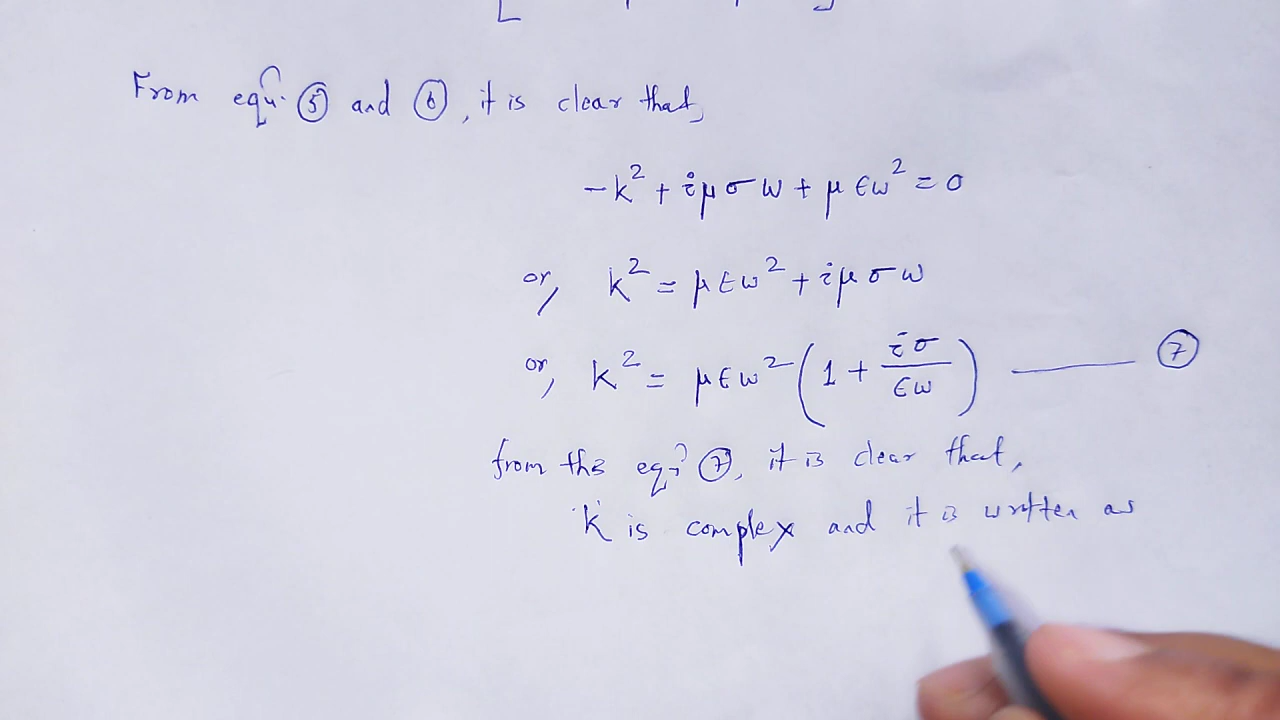 From eqn. ⑤ and ⑥, it is clear that,
-k² + iμσω + μϵω² = 0
or, k² = μϵω² + iμσω
or, k² = μϵω² (1 + iσ/ϵω) ——— ⑦
from the eqn ⑦, it is clear that,
'K' is complex and it is written as